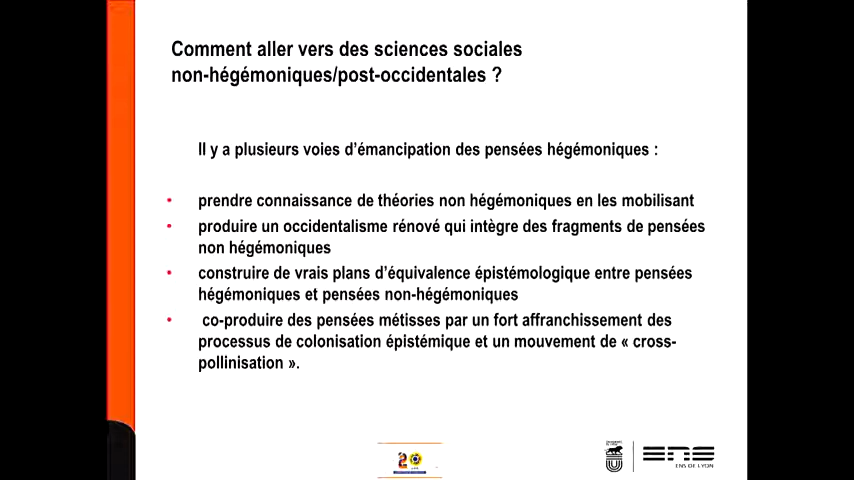 Comment aller vers des sciences sociales
non-hégémoniques/post-occidentales ?
Il y a plusieurs voies d’émancipation des pensées hégémoniques :
• prendre connaissance de théories non hégémoniques en les mobilisant
• produire un occidentalisme rénové qui intègre des fragments de pensées
non hégémoniques
• construire de vrais plans d’équivalence épistémologique entre pensées
hégémoniques et pensées non-hégémoniques
• co-produire des pensées métisses par un fort affranchissement des
processus de colonisation épistémique et un mouvement de « cross-
pollinisation ».
20
ENS
ENS DE LYON